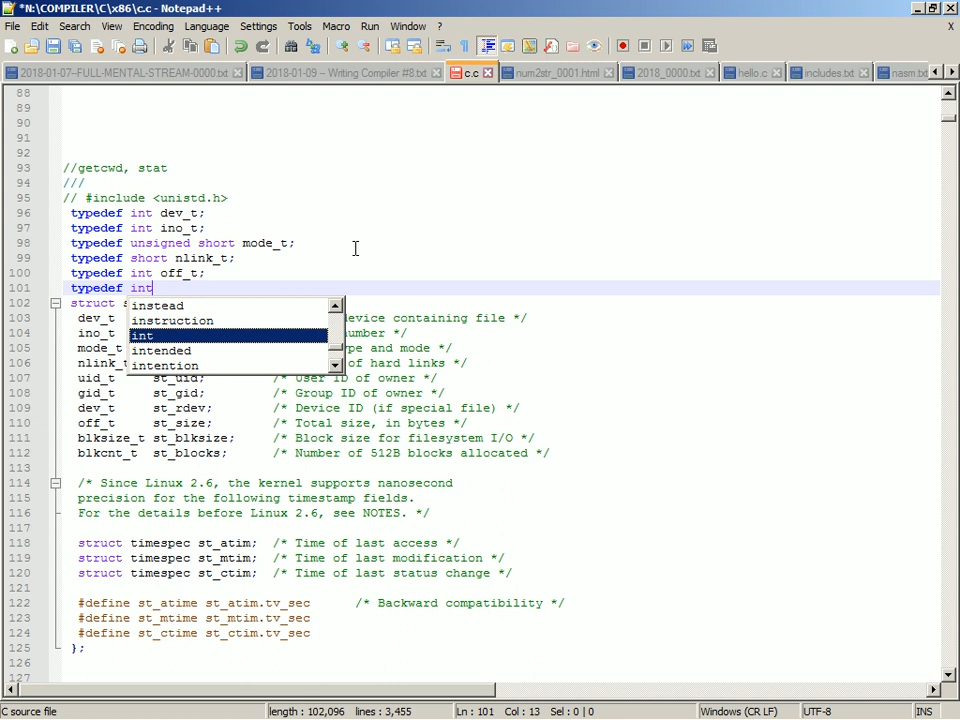 *N:\COMPILER\C\x86\c.c - Notepad++
File Edit Search View Encoding Language Settings Tools Macro Run Window ? X
2018-01-07-FULL-MENTAL-STREAM-0000.txt 2018-01-09 – Writing Compiler #8.txt c.c num2str_0001.html 2018_0000.txt hello.c includes.txt nasm.txt
88
89
90
91
92
93 //getcwd, stat
94 ///
95 // #include <unistd.h>
96 typedef int dev_t;
97 typedef int ino_t;
98 typedef unsigned short mode_t;
99 typedef short nlink_t;
100 typedef int off_t;
101 typedef int
102 struct s
instead
instruction
int
intended
intention
103 dev_t evice containing file */
104 ino_t number */
105 mode_t ype and mode */
106 nlink_t of hard links */
107 uid_t st_uid; /* User ID of owner */
108 gid_t st_gid; /* Group ID of owner */
109 dev_t st_rdev; /* Device ID (if special file) */
110 off_t st_size; /* Total size, in bytes */
111 blksize_t st_blksize; /* Block size for filesystem I/O */
112 blkcnt_t st_blocks; /* Number of 512B blocks allocated */
113
114 /* Since Linux 2.6, the kernel supports nanosecond
115 precision for the following timestamp fields.
116 For the details before Linux 2.6, see NOTES. */
117
118 struct timespec st_atim; /* Time of last access */
119 struct timespec st_mtim; /* Time of last modification */
120 struct timespec st_ctim; /* Time of last status change */
121
122 #define st_atime st_atim.tv_sec /* Backward compatibility */
123 #define st_mtime st_mtim.tv_sec
124 #define st_ctime st_ctim.tv_sec
125 };
126
127
C source file length : 102,096 lines : 3,455 Ln : 101 Col : 13 Sel : 0 | 0 Windows (CR LF) UTF-8 INS